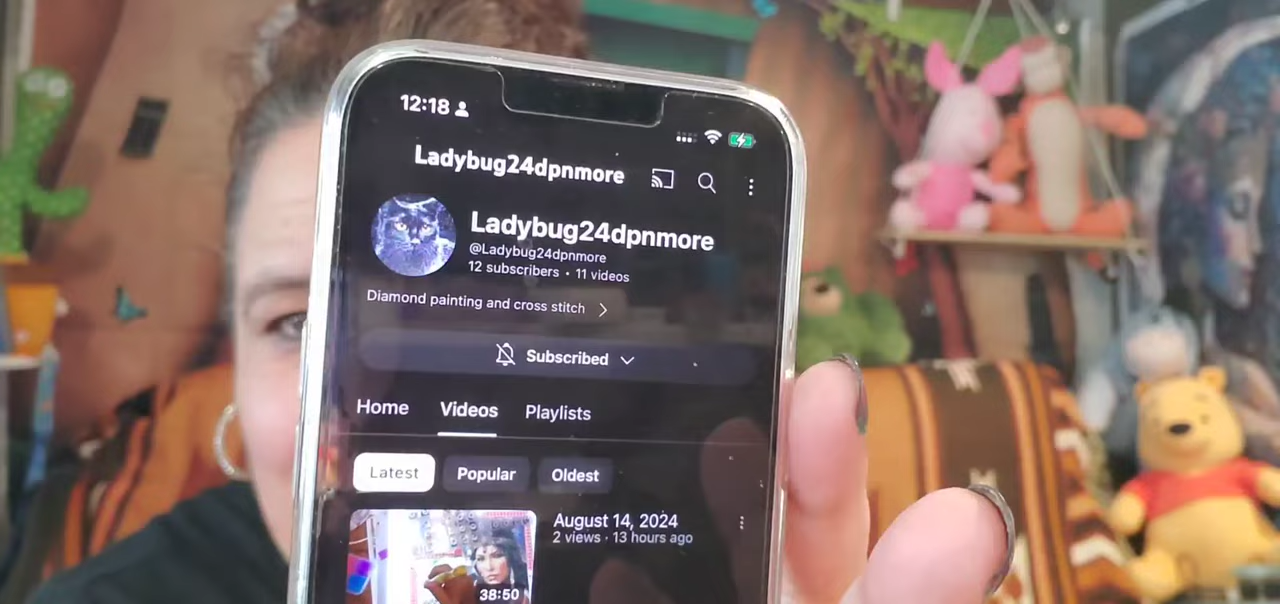 12:18
Ladybug24dpnmore
Ladybug24dpnmore
@Ladybug24dpnmore
12 subscribers • 11 videos
Diamond painting and cross stitch
Subscribed
Home Videos Playlists
Latest Popular Oldest
August 14, 2024
2 views · 13 hours ago
38:50